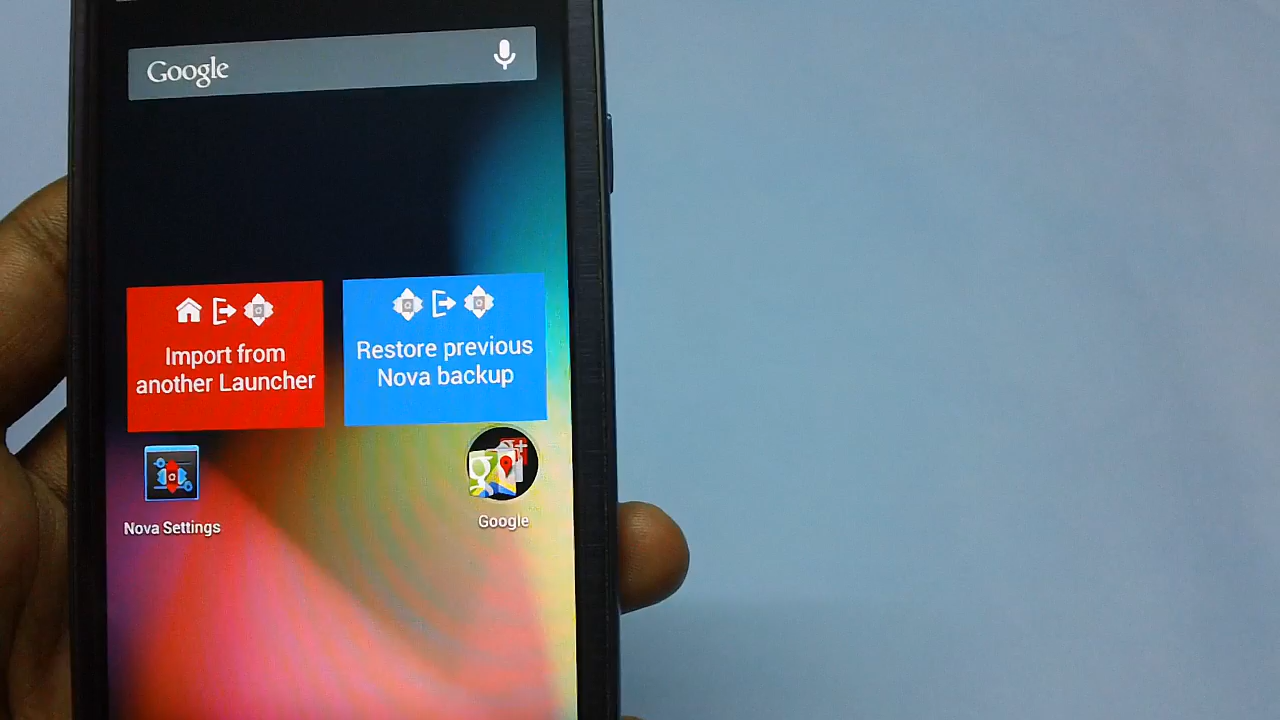 Google
Import from
another Launcher
Restore previous
Nova backup
Nova Settings
Google